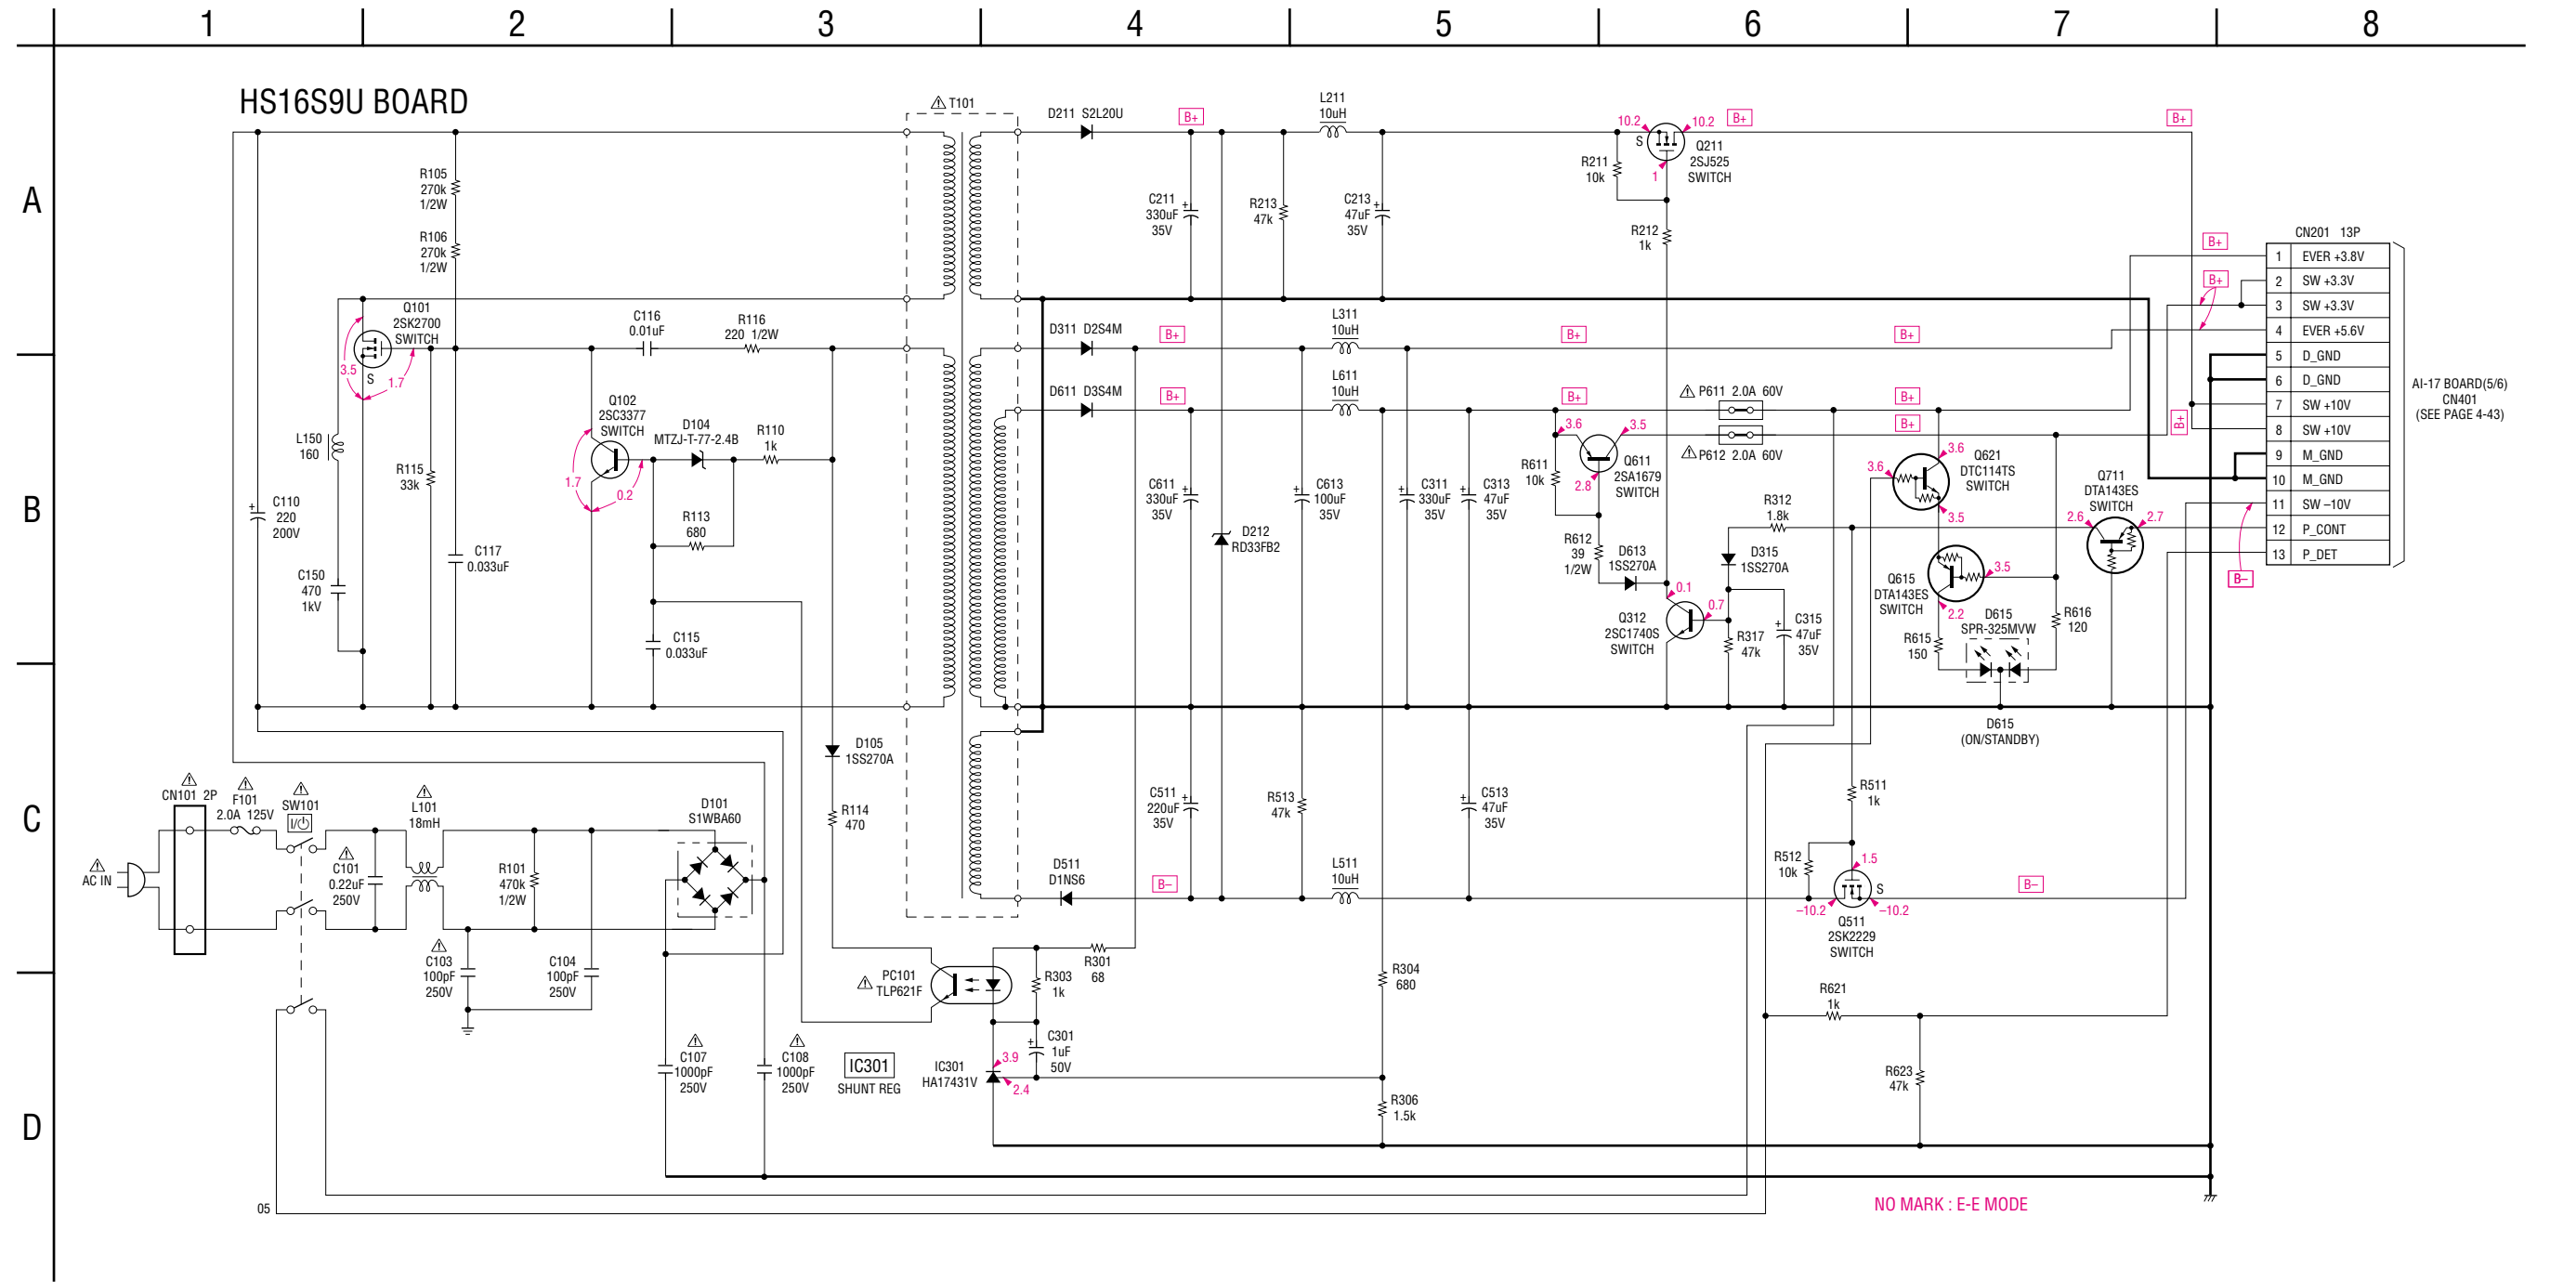 1 2 3 4 5 6 7 8
A
B
C
D
HS16S9U BOARD
T101
D211 S2L20U
B+
L211
10uH
10.2
S
10.2
B+
Q211
2SJ525
SWITCH
1
B+
R105
270k
1/2W
R106
270k
1/2W
C211
330uF
35V
R213
47k
C213
47uF
35V
R211
10k
R212
1k
CN201 13P
1 EVER +3.8V
2 SW +3.3V
3 SW +3.3V
4 EVER +5.6V
5 D_GND
6 D_GND
7 SW +10V
8 SW +10V
9 M_GND
10 M_GND
11 SW –10V
12 P_CONT
13 P_DET
B+
B+
B+
B–
AI-17 BOARD(5/6)
CN401
(SEE PAGE 4-43)
Q101
2SK2700
SWITCH
3.5
1.7
S
C116
0.01uF
R116
220 1/2W
D311 D2S4M
B+
L311
10uH
B+
B+
D611 D3S4M
B+
L611
10uH
B+
P611 2.0A 60V
B+
B+
P612 2.0A 60V
Q102
2SC3377
SWITCH
1.7
0.2
D104
MTZJ-T-77-2.4B
R110
1k
R113
680
L150
160
R115
33k
C110
220
200V
C150
470
1kV
C117
0.033uF
C115
0.033uF
C611
330uF
35V
D212
RD33FB2
C613
100uF
35V
C311
330uF
35V
C313
47uF
35V
3.6
3.5
R611
10k
2.8
Q611
2SA1679
SWITCH
R612
39
1/2W
D613
1SS270A
R312
1.8k
D315
1SS270A
0.1
0.7
Q312
2SC1740S
SWITCH
R317
47k
C315
47uF
35V
3.6
3.6
Q621
DTC114TS
SWITCH
3.5
Q615
DTA143ES
SWITCH
3.5
2.2
Q711
DTA143ES
SWITCH
2.6
2.7
D615
SPR-325MVW
R615
150
R616
120
D615
(ON/STANDBY)
D105
1SS270A
R114
470
CN101 2P
F101
2.0A 125V
SW101
I/
L101
18mH
D101
S1WBA60
AC IN
C101
0.22uF
250V
R101
470k
1/2W
C103
100pF
250V
C104
100pF
250V
C511
220uF
35V
R513
47k
C513
47uF
35V
R511
1k
D511
D1NS6
B–
L511
10uH
R512
10k
1.5
S
–10.2
–10.2
Q511
2SK2229
SWITCH
B–
PC101
TLP621F
R303
1k
R301
68
R304
680
R621
1k
C107
1000pF
250V
C108
1000pF
250V
IC301
SHUNT REG
IC301
HA17431V
3.9
2.4
C301
1uF
50V
R306
1.5k
R623
47k
05
NO MARK : E-E MODE